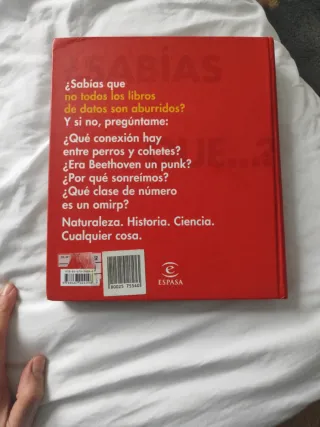 ¿SABÍAS
QUE...?
¿Sabías que
no todos los libros
de datos son aburridos?
Y si no, pregúntame:
¿Qué conexión hay
entre perros y cohetes?
¿Era Beethoven un punk?
¿Por qué sonreímos?
¿Qué clase de número
es un omirp?
Naturaleza. Historia. Ciencia.
Cualquier cosa.
e
ESPASA